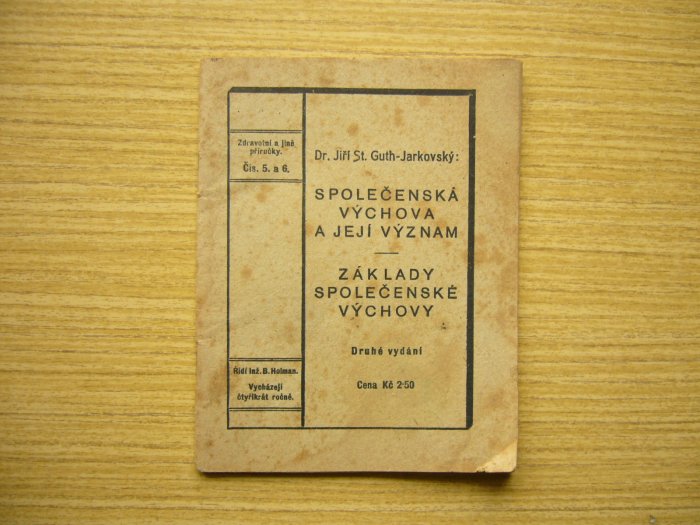 Zdravotní a jiné
příručky.
Čís. 5. a 6.
Dr. Jiří St. Guth-Jarkovský:
SPOLEČENSKÁ
VÝCHOVA
A JEJÍ VÝZNAM
ZÁKLADY
SPOLEČENSKÉ
VÝCHOVY
Druhé vydání
Cena Kč 2·50
Řídí inž. B. Holman.
Vycházejí
čtyřikrát ročně.